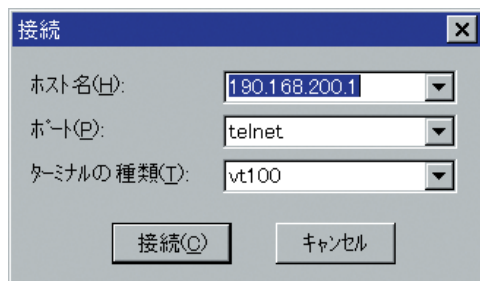 接続
ホスト名(H): 190.168.200.1
ポート(P): telnet
ターミナルの種類(T): vt100
接続(C) キャンセル